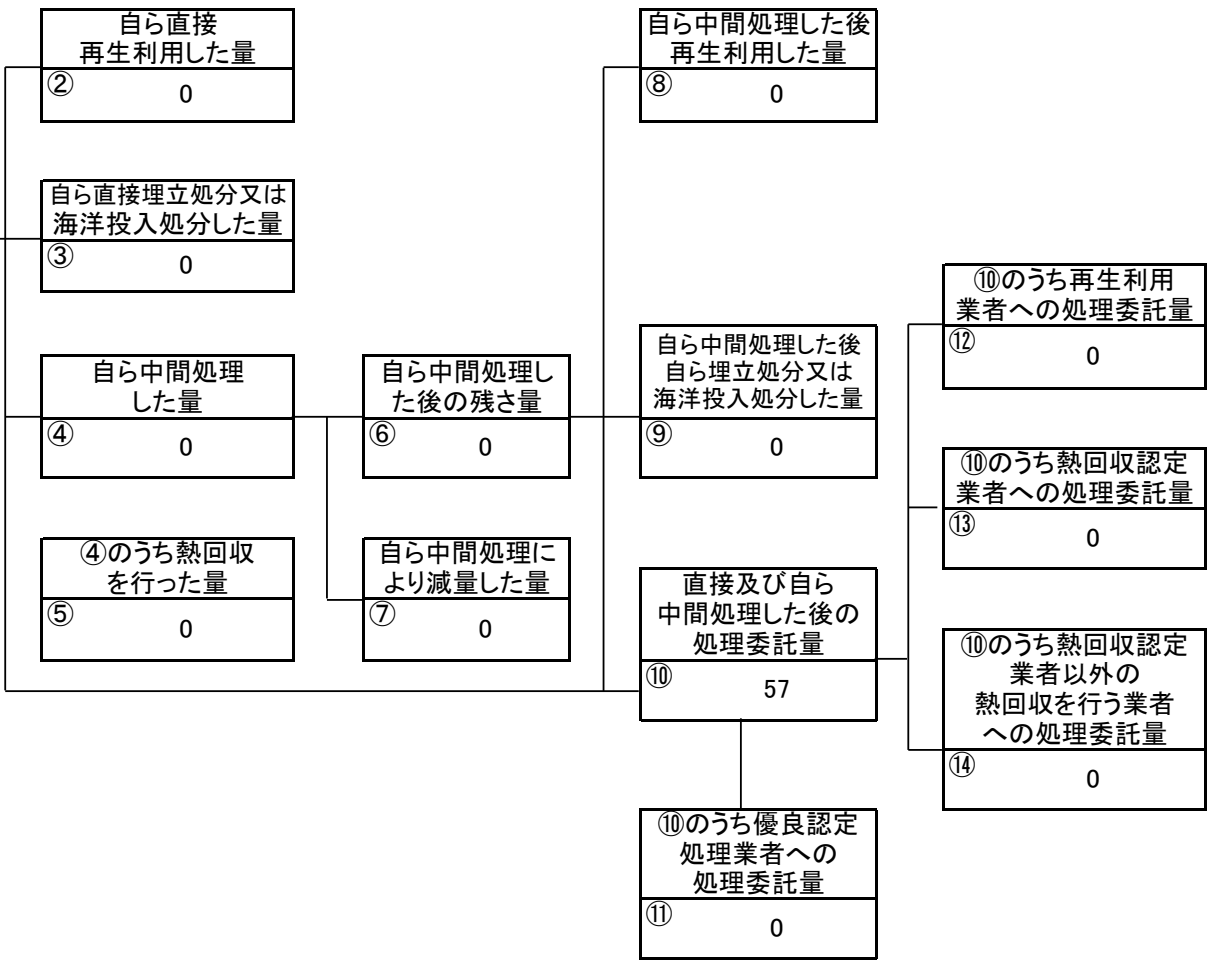 自ら直接
再生利用した量
②
0
自ら直接埋立処分又は
海洋投入処分した量
③
0
自ら中間処理
した量
④
0
④のうち熱回収
を行った量
⑤
0
自ら中間処理し
た後の残さ量
⑥
0
自ら中間処理に
より減量した量
⑦
0
自ら中間処理した後
再生利用した量
⑧
0
自ら中間処理した後
自ら埋立処分又は
海洋投入処分した量
⑨
0
直接及び自ら
中間処理した後の
処理委託量
⑩
57
⑩のうち優良認定
処理業者への
処理委託量
⑪
0
⑩のうち再生利用
業者への処理委託量
⑫
0
⑩のうち熱回収認定
業者への処理委託量
⑬
0
⑩のうち熱回収認定
業者以外の
熱回収を行う業者
への処理委託量
⑭
0